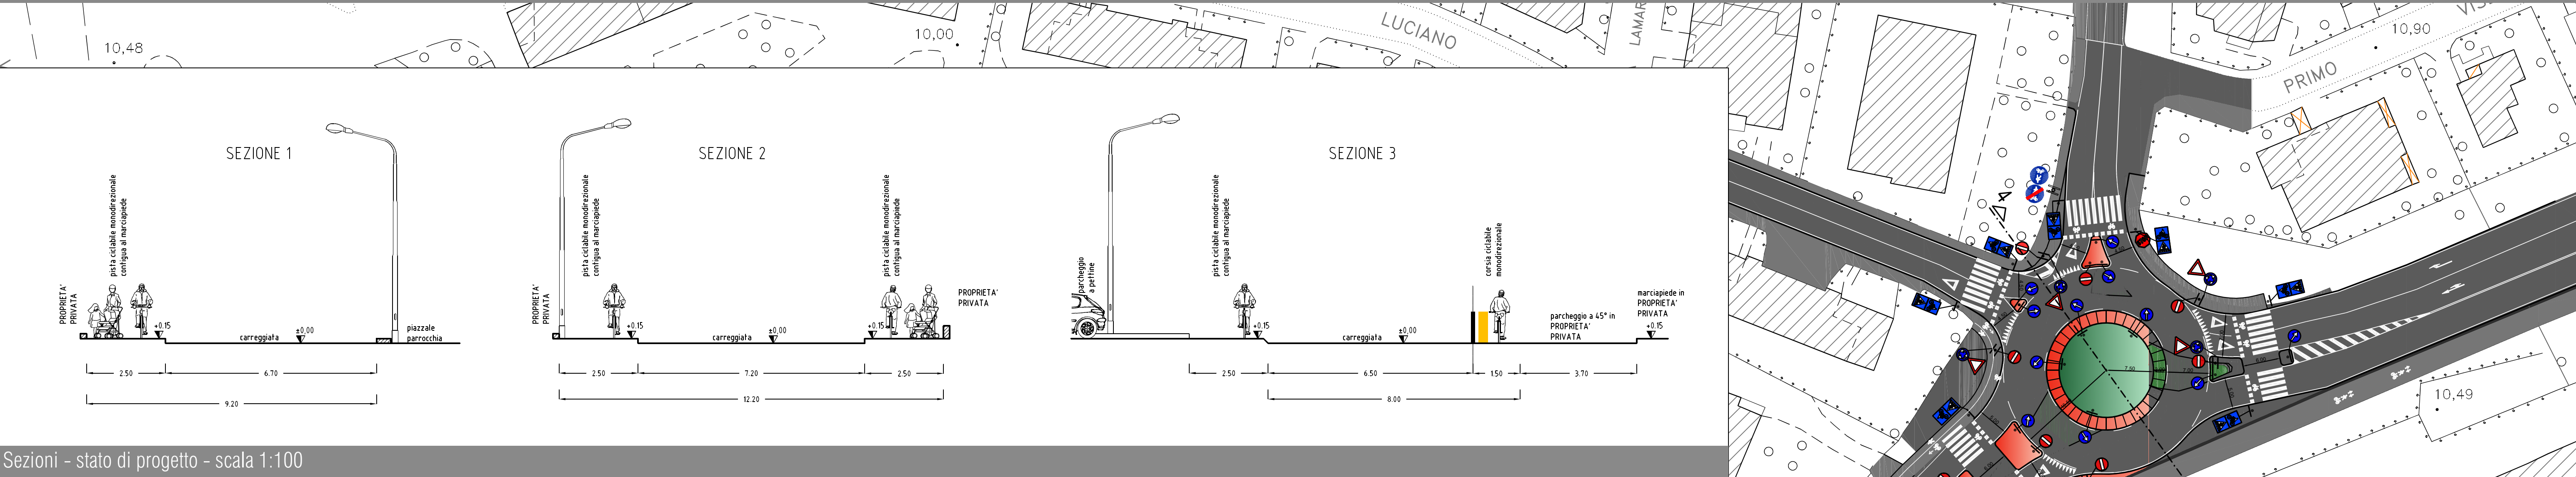 10,48
10,00
LUCIANO
LAMAR
10,90
PRIMO
SEZIONE 1
PROPRIETA'
PRIVATA
pista ciclabile monodirezionale
contigua al marciapiede
+0.15
carreggiata
±0,00
piazzale
parrocchia
2.50
6.70
9.20
SEZIONE 2
PROPRIETA'
PRIVATA
pista ciclabile monodirezionale
contigua al marciapiede
+0.15
carreggiata
±0,00
+0.15
pista ciclabile monodirezionale
contigua al marciapiede
PROPRIETA'
PRIVATA
2.50
7.20
2.50
12.20
SEZIONE 3
parcheggio
a pettine
pista ciclabile monodirezionale
contigua al marciapiede
+0.15
carreggiata
±0,00
corsia ciclabile
monodirezionale
parcheggio a 45° in
PROPRIETA'
PRIVATA
marciapiede in
PROPRIETA'
PRIVATA
+0.15
2.50
6.50
1.50
3.70
8.00
7.50
7.00
10,49
Sezioni - stato di progetto - scala 1:100